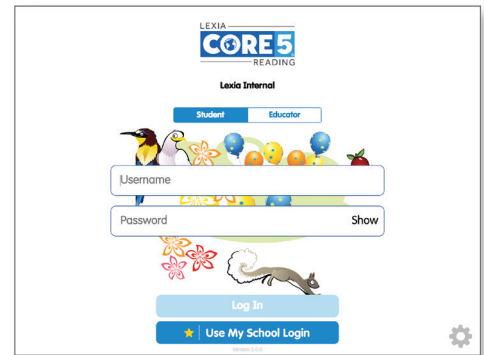 LEXIA
CORE5
READING
Lexia Internal
Student Educator
Username
Password Show
Log In
Use My School Login